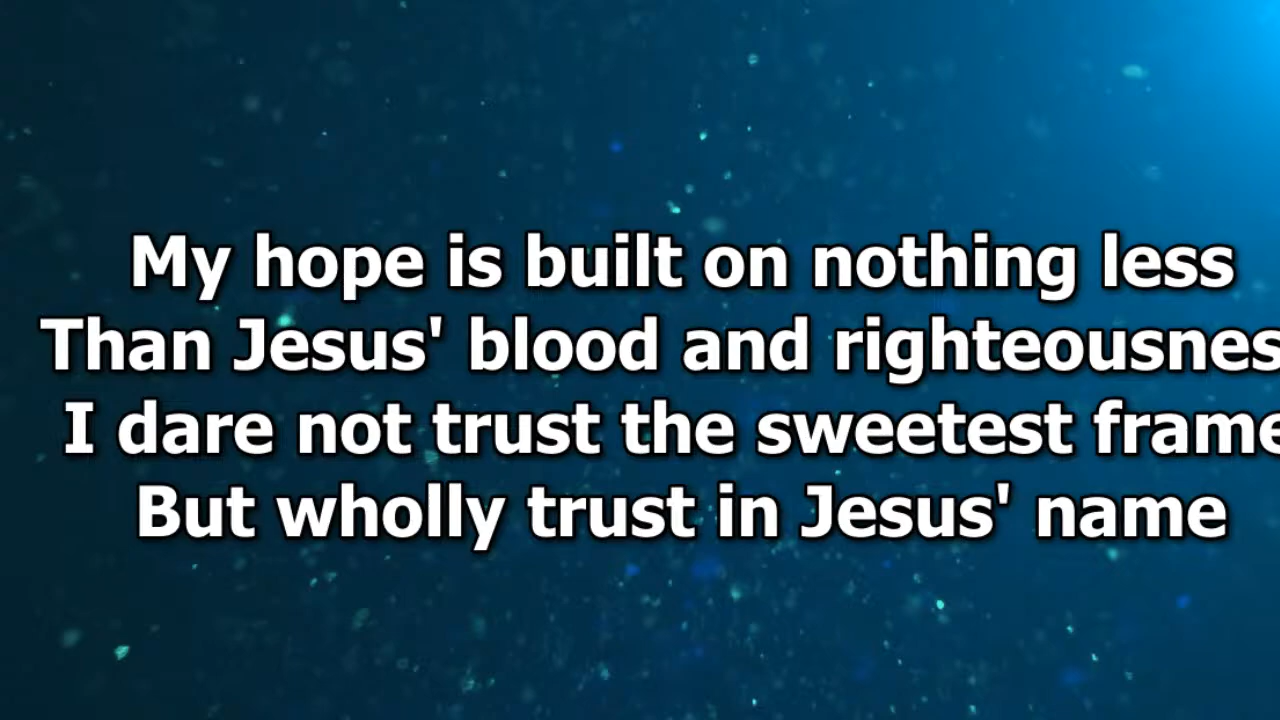 My hope is built on nothing less
Than Jesus' blood and righteousnes
I dare not trust the sweetest frame
But wholly trust in Jesus' name